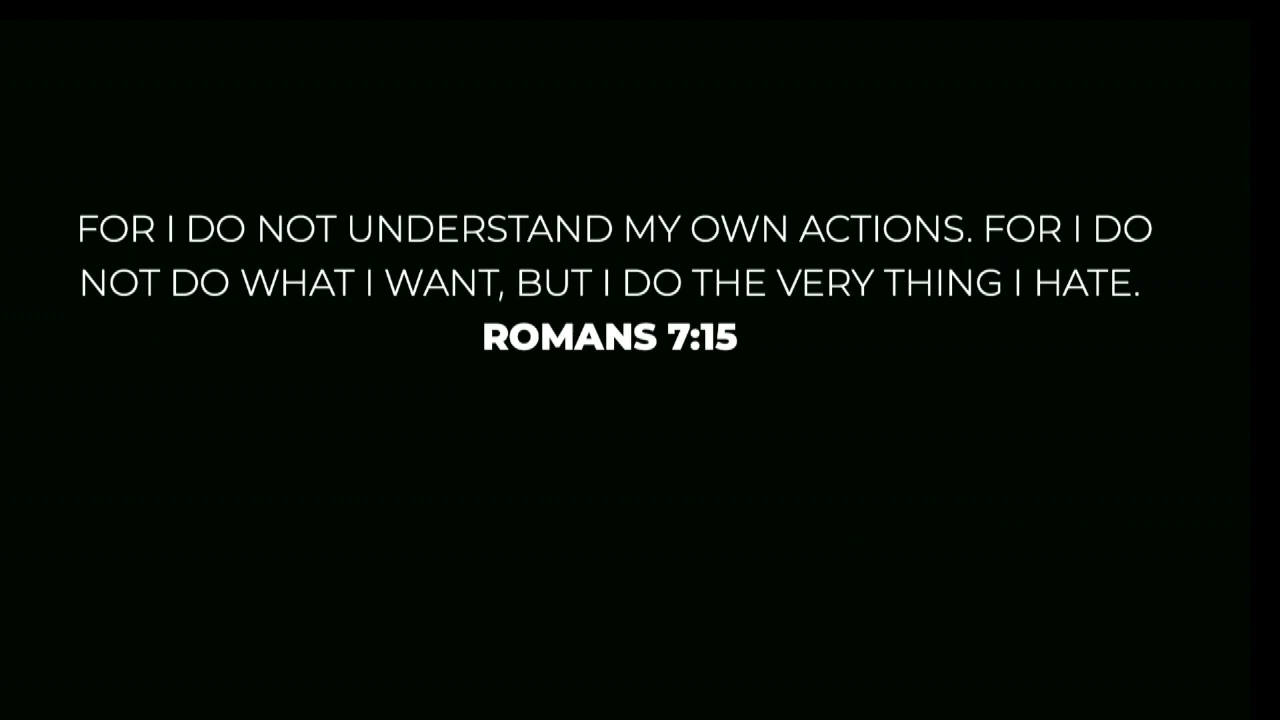 FOR I DO NOT UNDERSTAND MY OWN ACTIONS. FOR I DO
NOT DO WHAT I WANT, BUT I DO THE VERY THING I HATE.
ROMANS 7:15